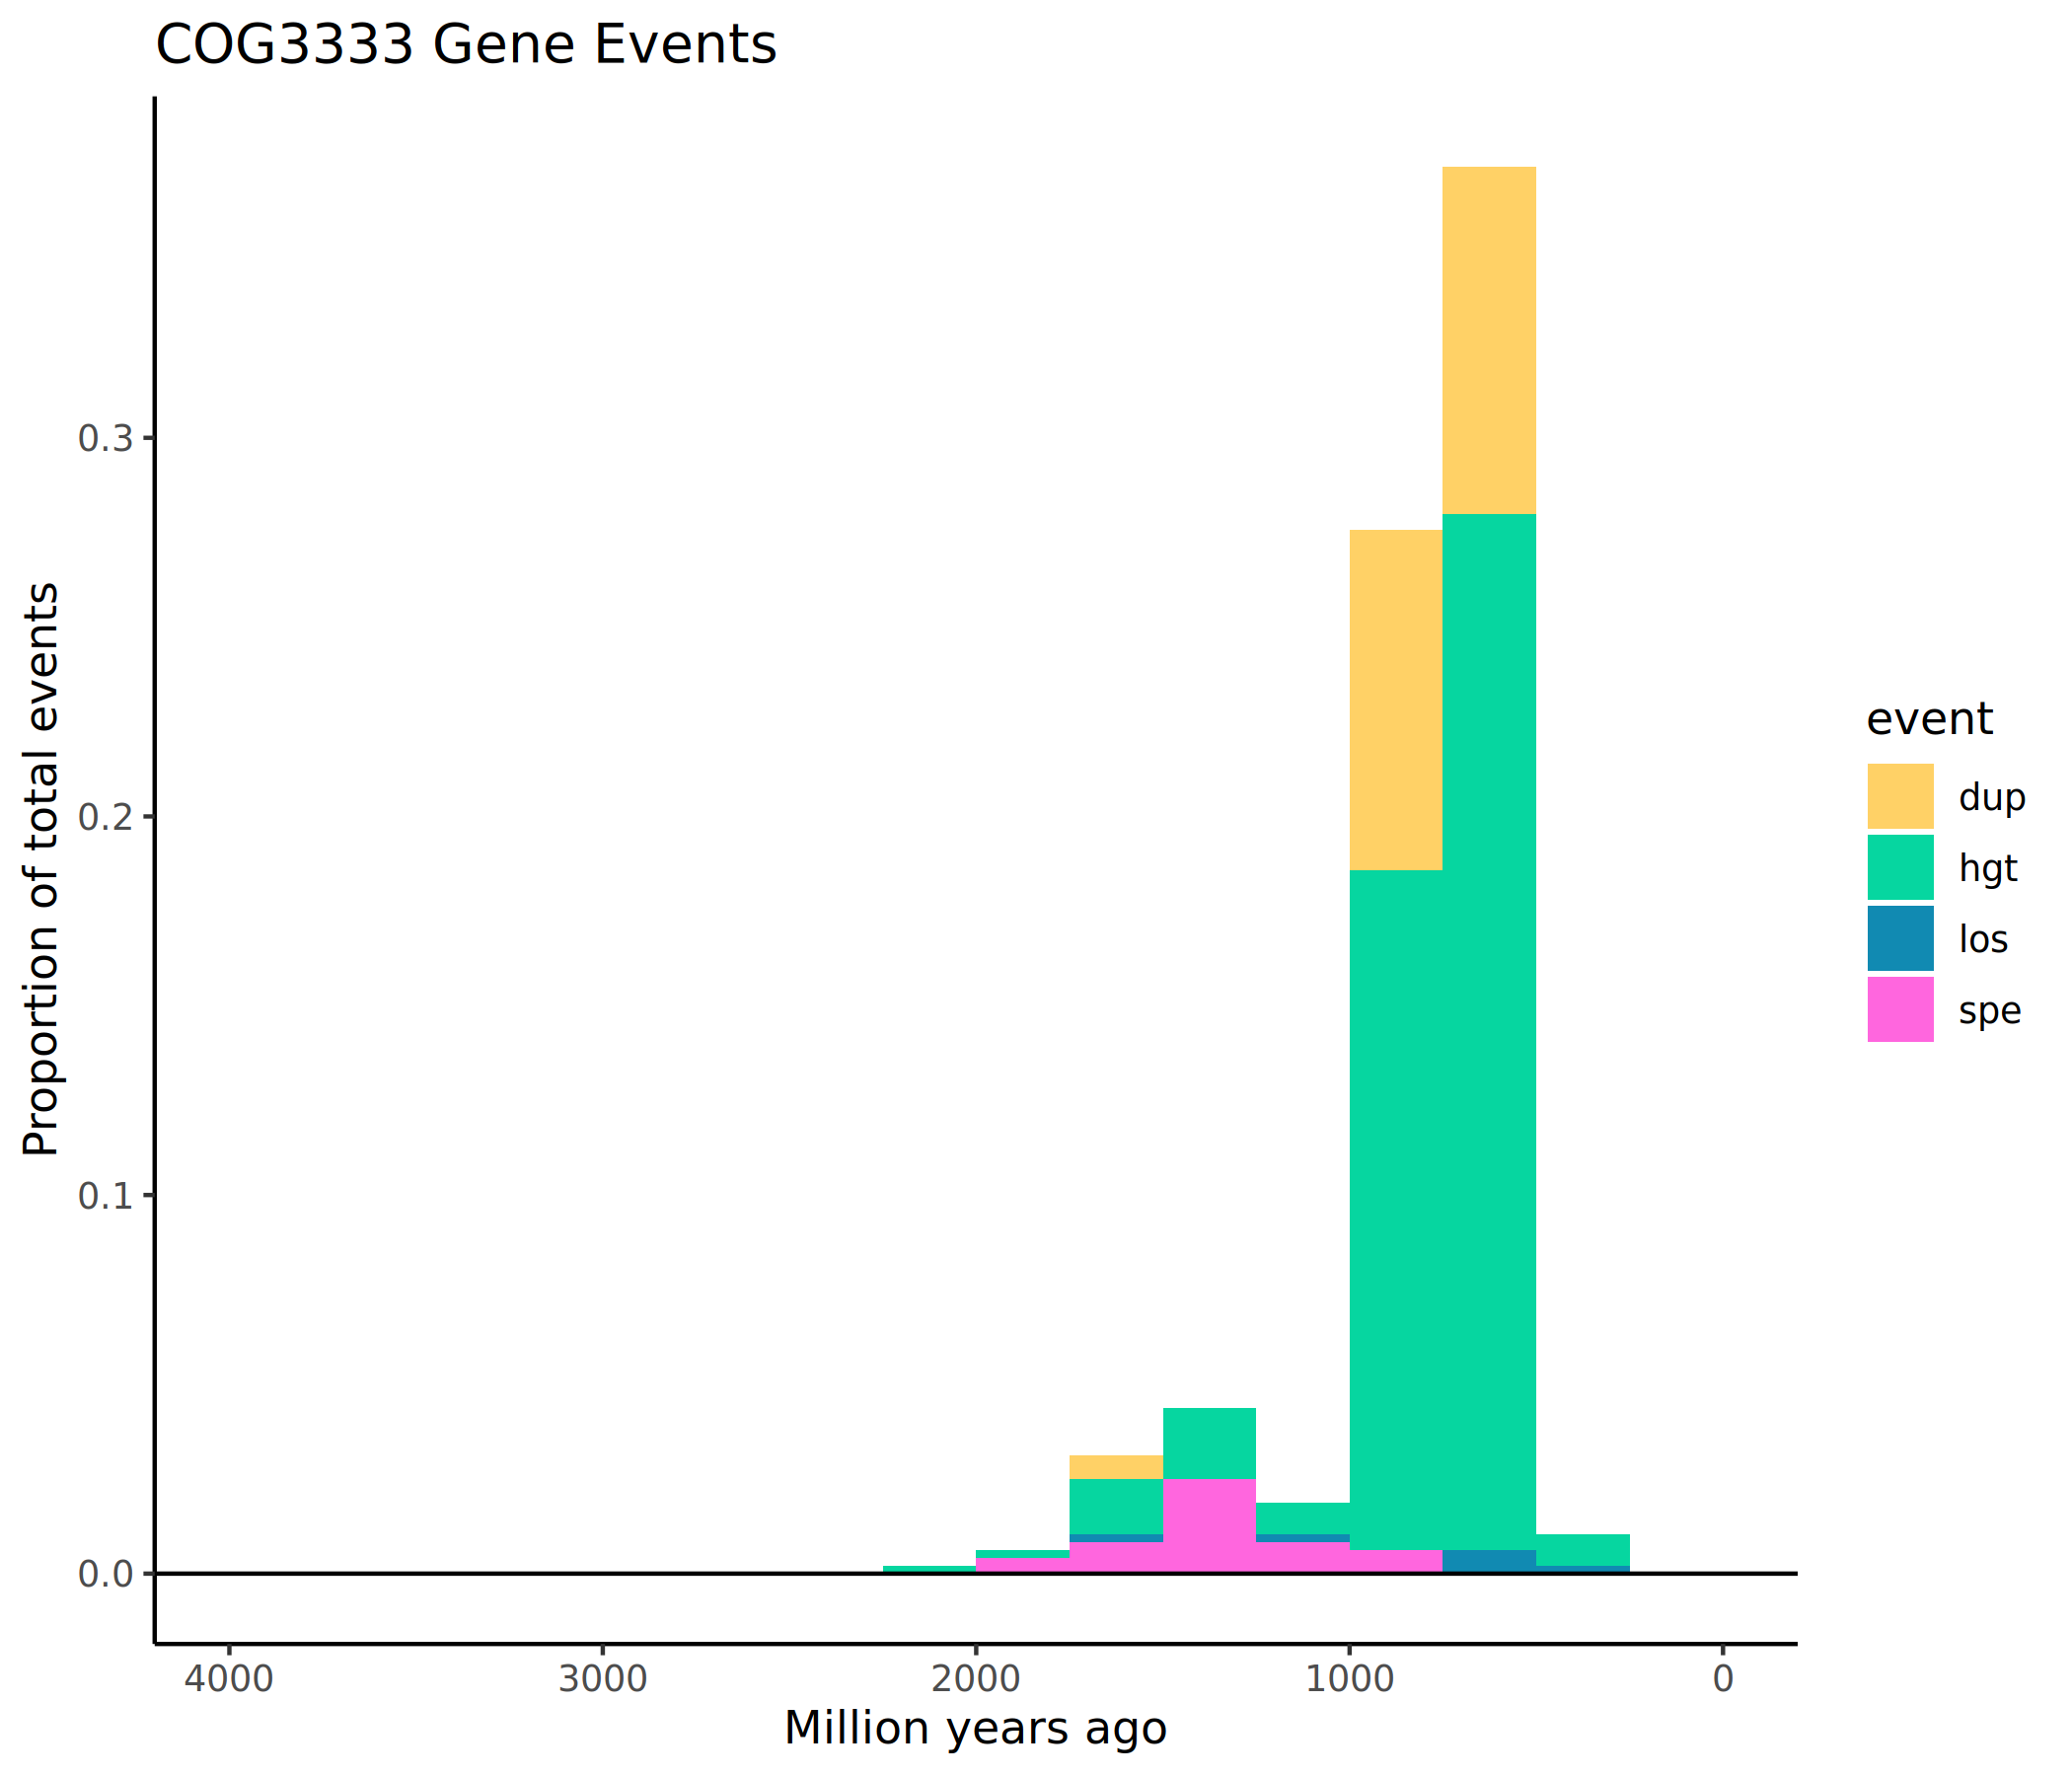 COG3333 Gene Events
Proportion of total events
0.3
0.2
0.1
0.0
4000 3000 2000 1000 0
Million years ago
event
dup
hgt
los
spe